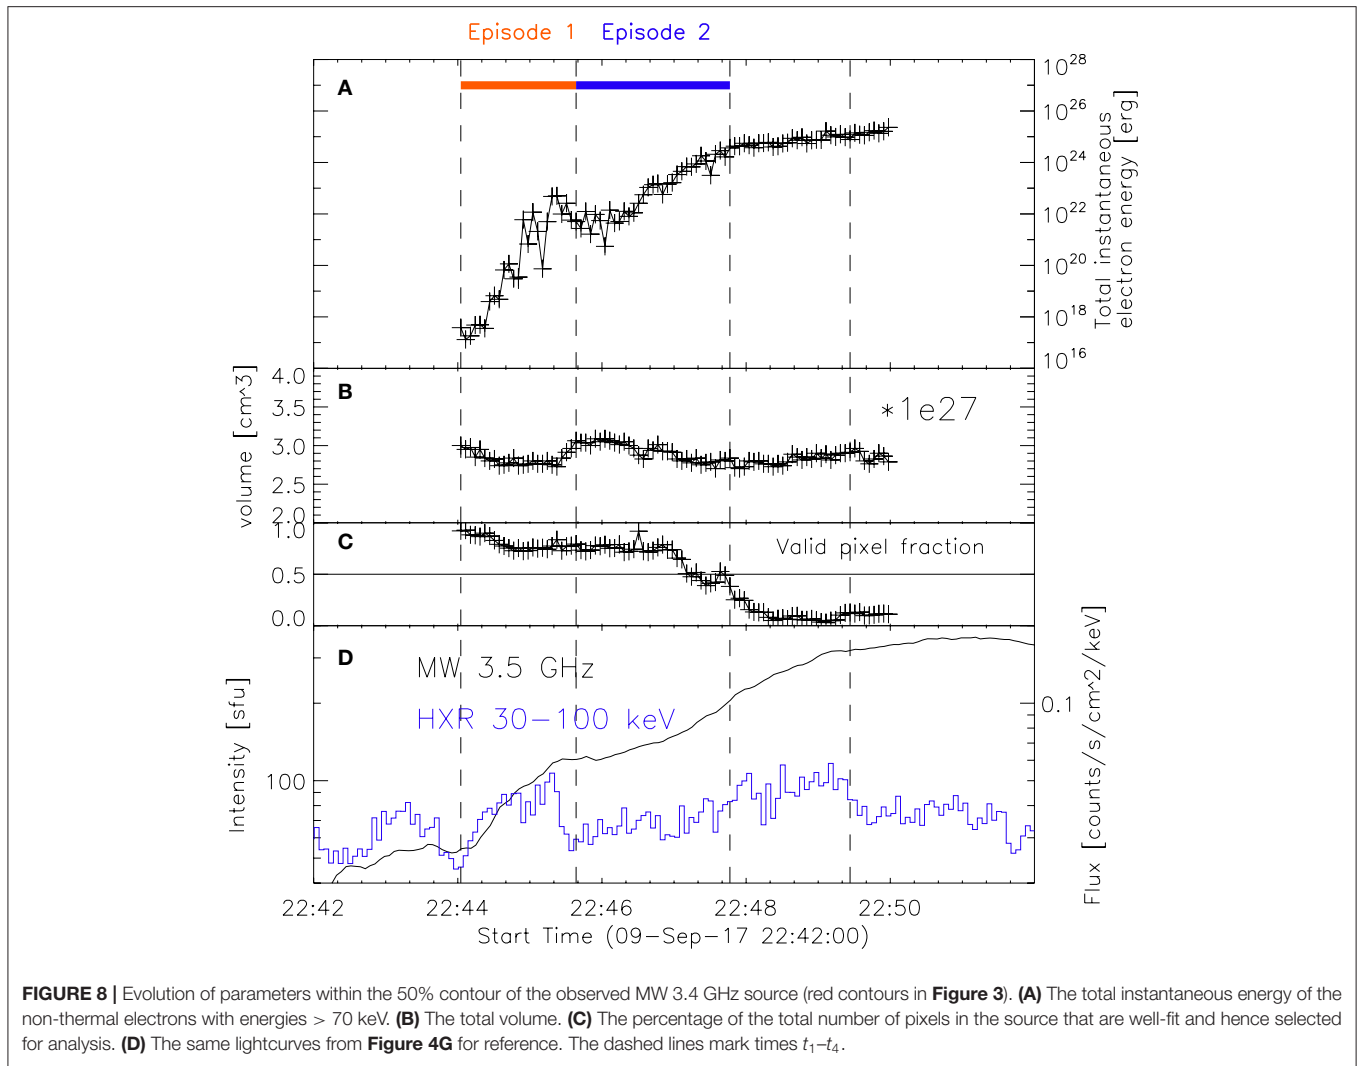 Episode 1 Episode 2
A
10^28
10^26
10^24
10^22
10^20
10^18
10^16
Total instantaneous
electron energy [erg]
B
*1e27
4.0
3.5
3.0
2.5
2.0
volume [cm^3]
C
Valid pixel fraction
1.0
0.5
0.0
D
MW 3.5 GHz
HXR 30-100 keV
100
Intensity [sfu]
0.1
Flux [counts/s/cm^2/keV]
22:42 22:44 22:46 22:48 22:50
Start Time (09-Sep-17 22:42:00)
FIGURE 8 | Evolution of parameters within the 50% contour of the observed MW 3.4 GHz source (red contours in Figure 3). (A) The total instantaneous energy of the
non-thermal electrons with energies > 70 keV. (B) The total volume. (C) The percentage of the total number of pixels in the source that are well-fit and hence selected
for analysis. (D) The same lightcurves from Figure 4G for reference. The dashed lines mark times t1–t4.